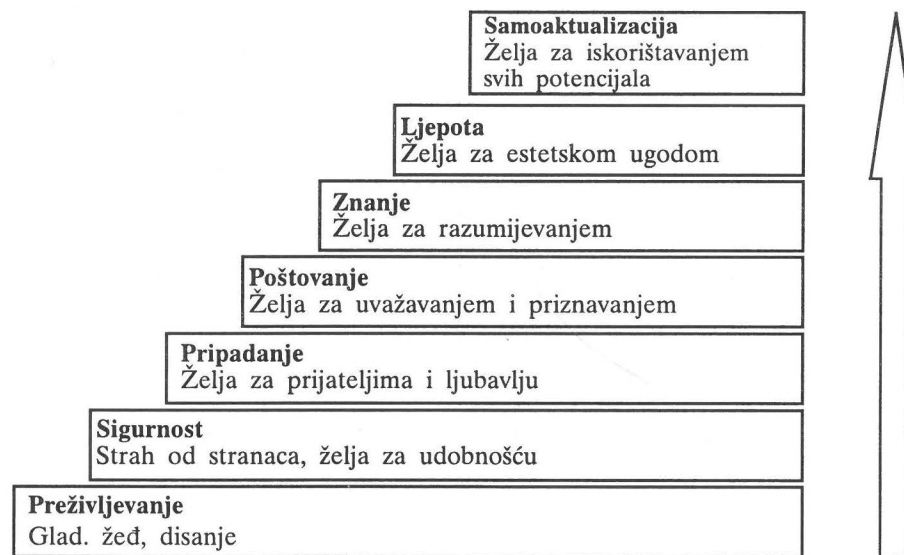 Samoaktualizacija
Želja za iskorištavanjem
svih potencijala
Ljepota
Želja za estetskom ugodom
Znanje
Želja za razumijevanjem
Poštovanje
Želja za uvažavanjem i priznavanjem
Pripadanje
Želja za prijateljima i ljubavlju
Sigurnost
Strah od stranaca, želja za udobnošću
Preživljevanje
Glad. žeđ, disanje